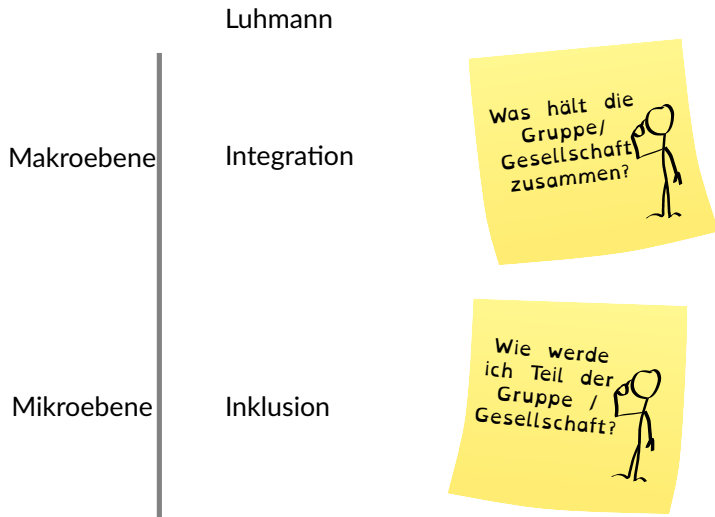 Luhmann
Makroebene
Integration
Was hält die
Gruppe/
Gesellschaft
zusammen?
Mikroebene
Inklusion
Wie werde
ich Teil der
Gruppe /
Gesellschaft?